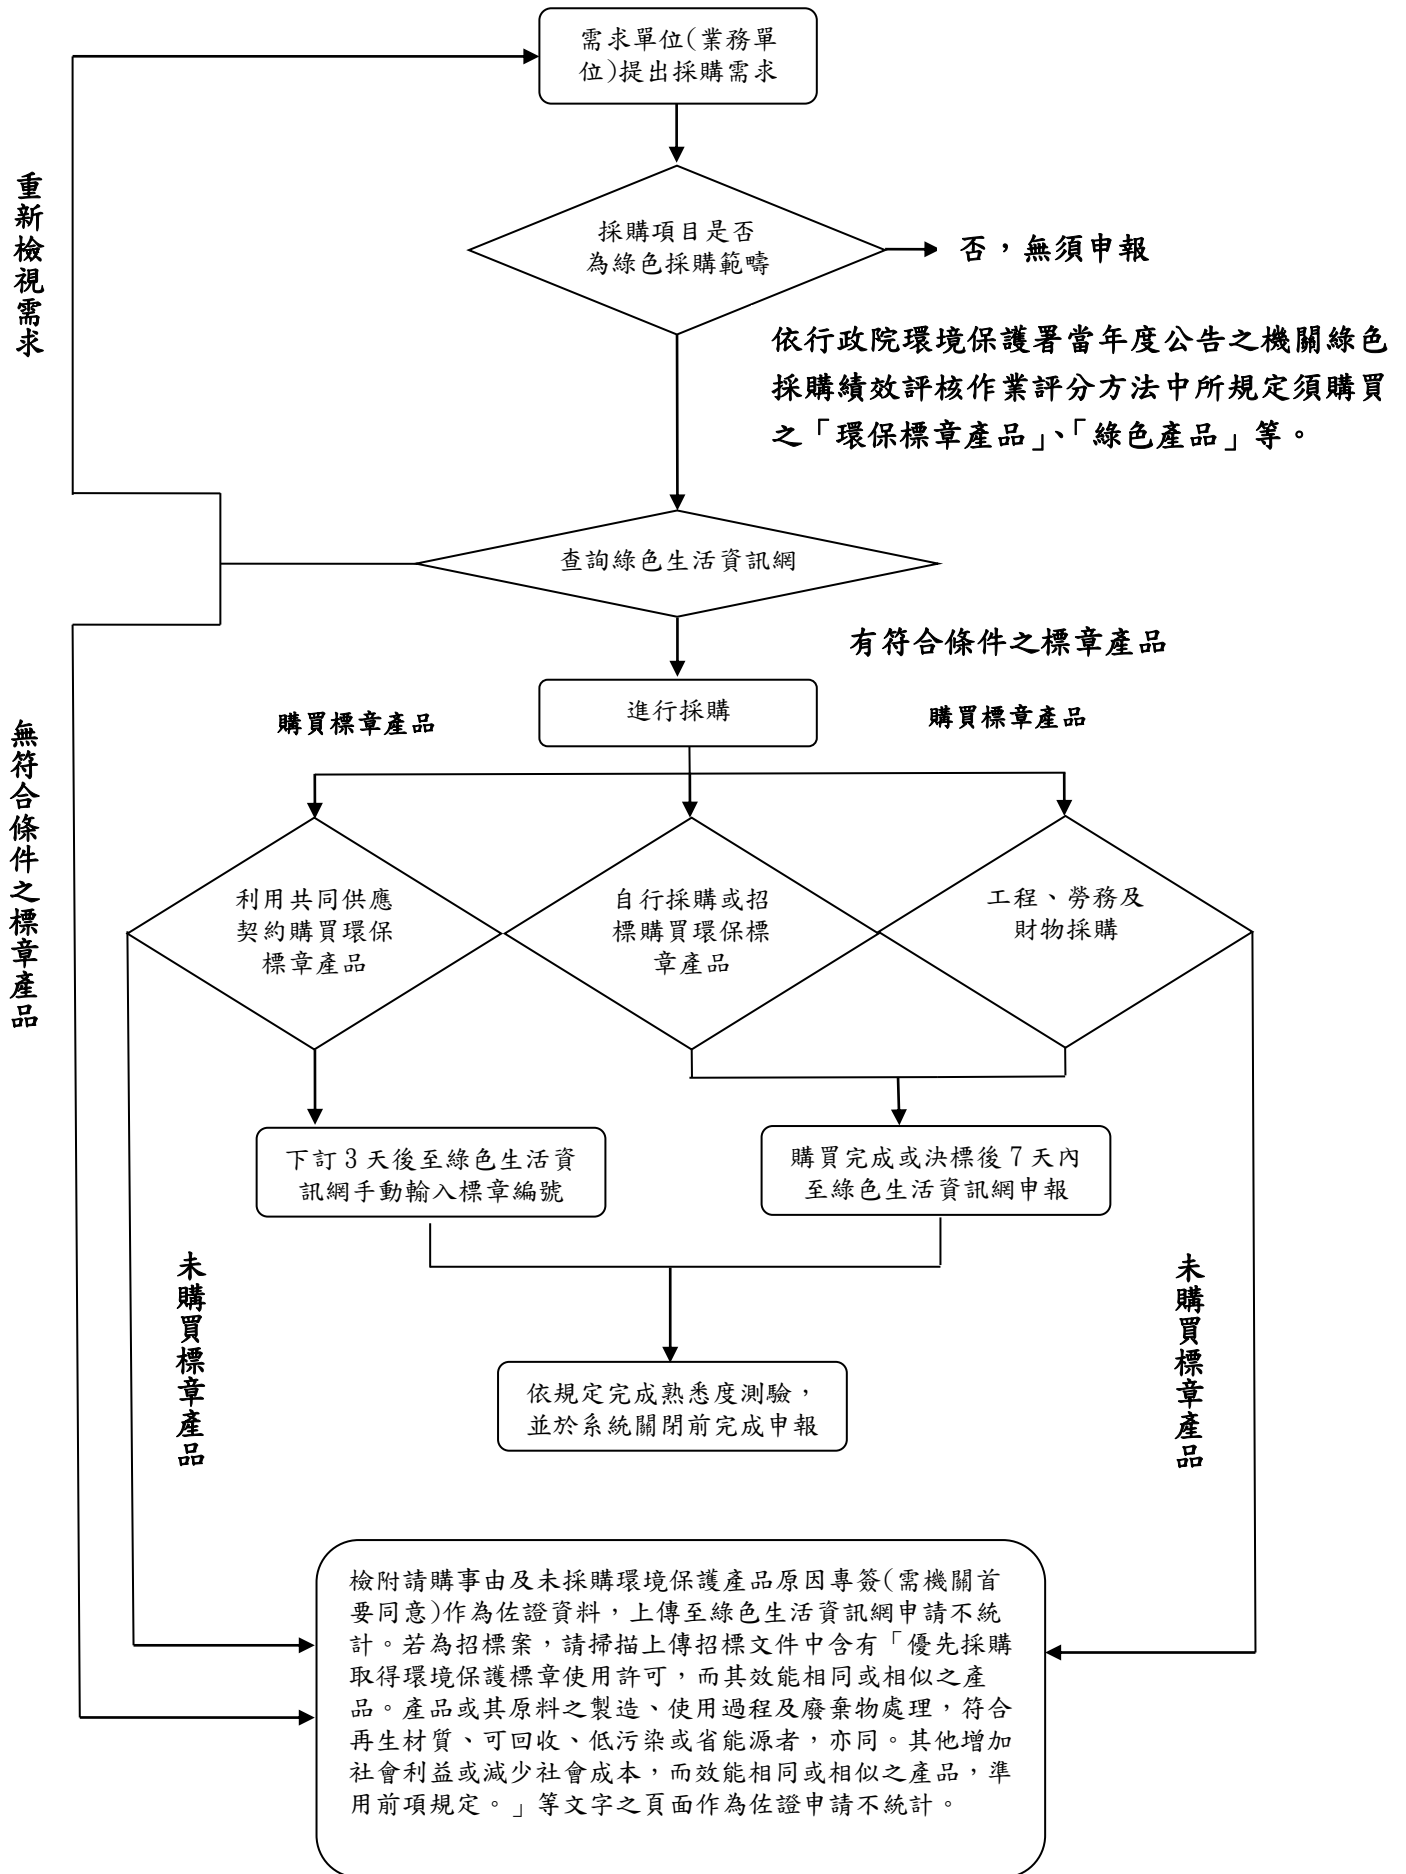 需求單位(業務單
位)提出採購需求
重新檢視需求
採購項目是否
為綠色採購範疇
否，無須申報
依行政院環境保護署當年度公告之機關綠色
採購績效評核作業評分方法中所規定須購買
之「環保標章產品」、「綠色產品」等。
查詢綠色生活資訊網
有符合條件之標章產品
進行採購
購買標章產品
購買標章產品
無符合條件之標章產品
利用共同供應
契約購買環保
標章產品
自行採購或招
標購買環保標
章產品
工程、勞務及
財物採購
下訂 3 天後至綠色生活資
訊網手動輸入標章編號
購買完成或決標後 7 天內
至綠色生活資訊網申報
未購買標章產品
未購買標章產品
依規定完成熟悉度測驗，
並於系統關閉前完成申報
檢附請購事由及未採購環境保護產品原因專簽(需機關首
要同意)作為佐證資料，上傳至綠色生活資訊網申請不統
計。若為招標案，請掃描上傳招標文件中含有「優先採購
取得環境保護標章使用許可，而其效能相同或相似之產
品。產品或其原料之製造、使用過程及廢棄物處理，符合
再生材質、可回收、低污染或省能源者，亦同。其他增加
社會利益或減少社會成本，而效能相同或相似之產品，準
用前項規定。」等文字之頁面作為佐證申請不統計。